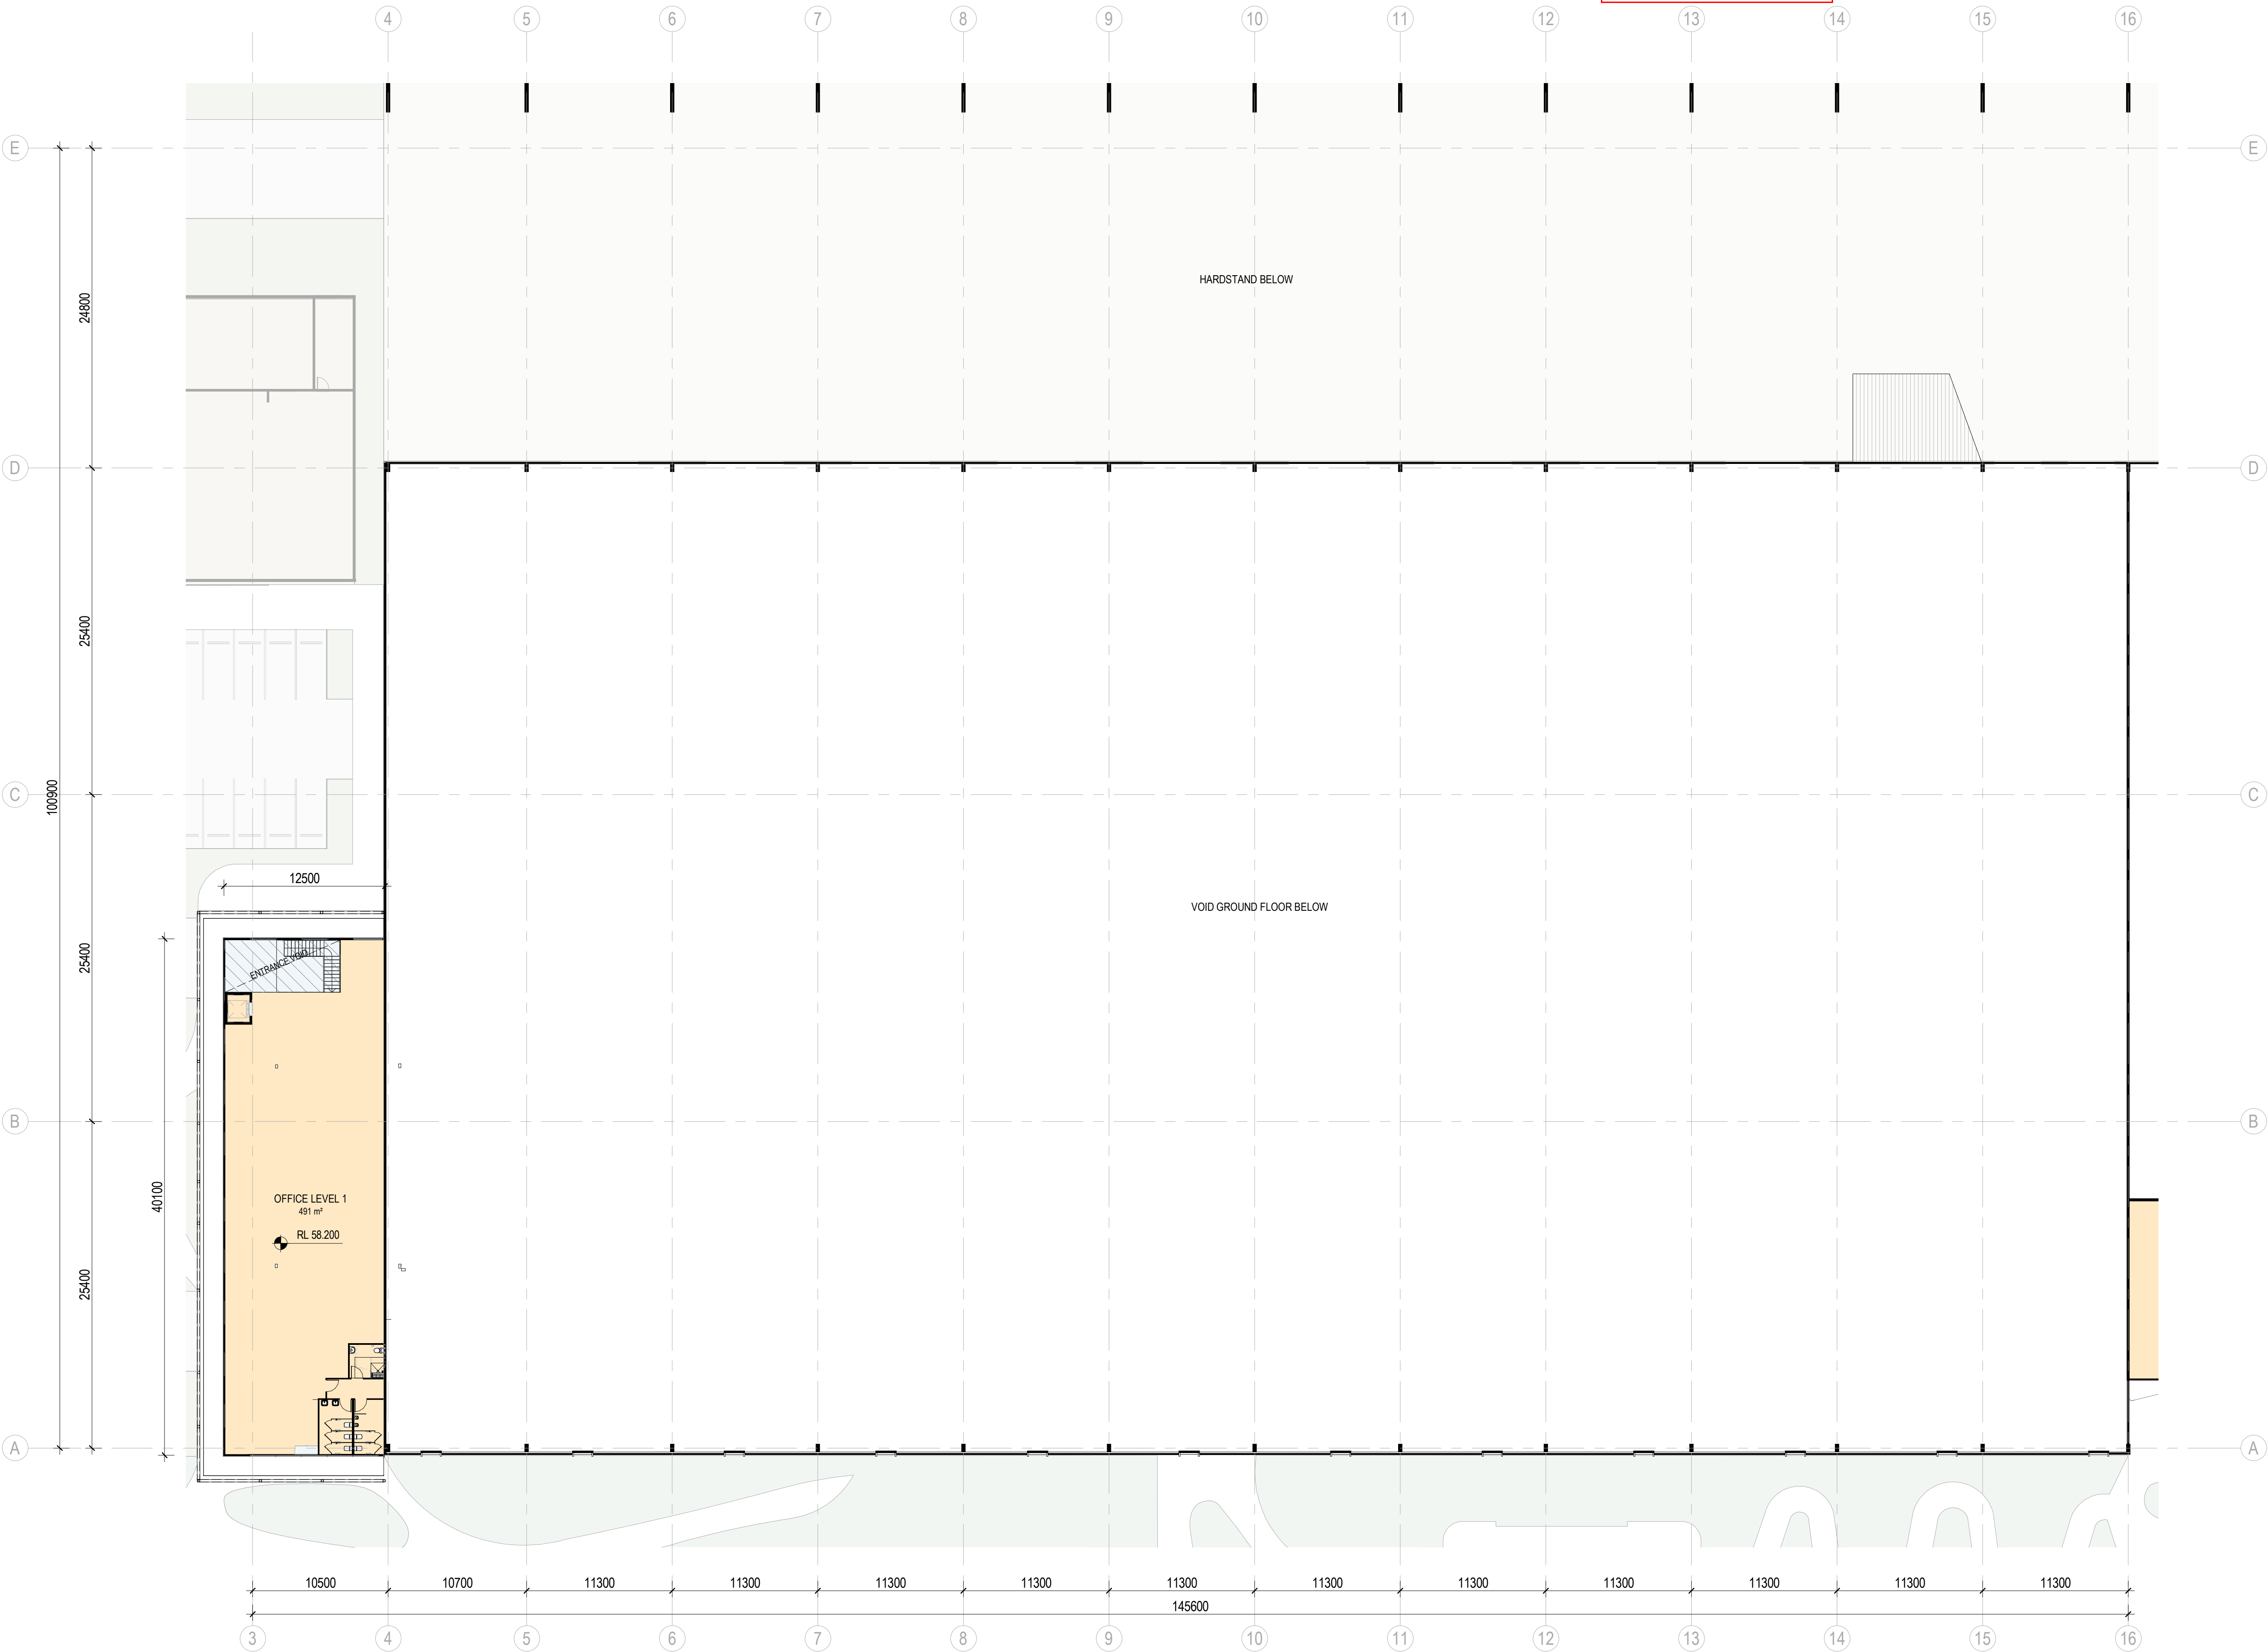 4 5 6 7 8 9 10 11 12 13 14 15 16
E E
HARDSTAND BELOW
24800
D D
25400
C C
100900
12500
VOID GROUND FLOOR BELOW
ENTRANCE VOID
25400
B B
40100
OFFICE LEVEL 1
491 m²
RL 58.200
25400
A A
10500 10700 11300 11300 11300 11300 11300 11300 11300 11300 11300 11300 11300
145600
3 4 5 6 7 8 9 10 11 12 13 14 15 16